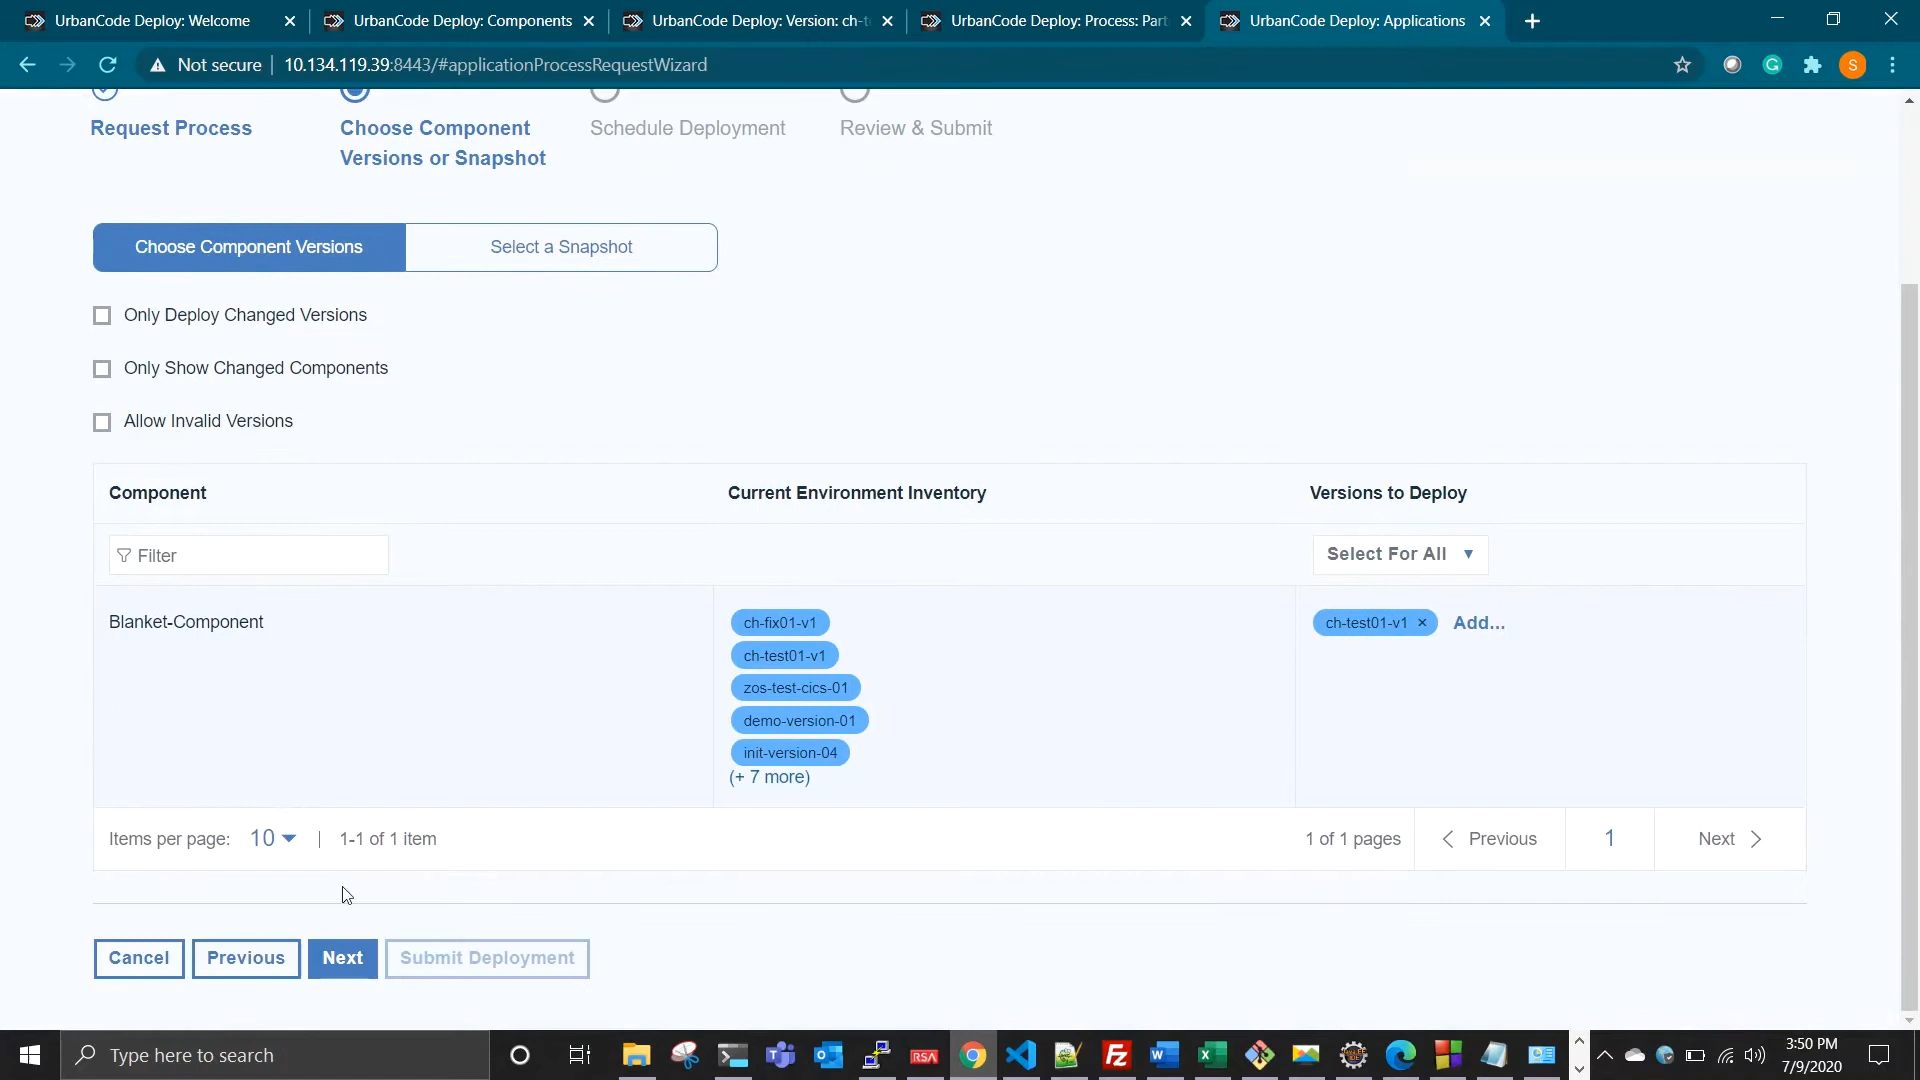 UrbanCode Deploy: Welcome
UrbanCode Deploy: Components
UrbanCode Deploy: Version: ch-t
UrbanCode Deploy: Process: Part
UrbanCode Deploy: Applications
Not secure
10.134.119.39:8443/#applicationProcessRequestWizard
S
Request Process
Choose Component
Versions or Snapshot
Schedule Deployment
Review & Submit
Choose Component Versions
Select a Snapshot
Only Deploy Changed Versions
Only Show Changed Components
Allow Invalid Versions
Component
Current Environment Inventory
Versions to Deploy
Filter
Select For All
Blanket-Component
ch-fix01-v1
ch-test01-v1
zos-test-cics-01
demo-version-01
init-version-04
(+ 7 more)
ch-test01-v1 ×
Add...
Items per page: 10
1-1 of 1 item
1 of 1 pages
Previous
1
Next
Cancel
Previous
Next
Submit Deployment
Type here to search
RSA
3:50 PM
7/9/2020